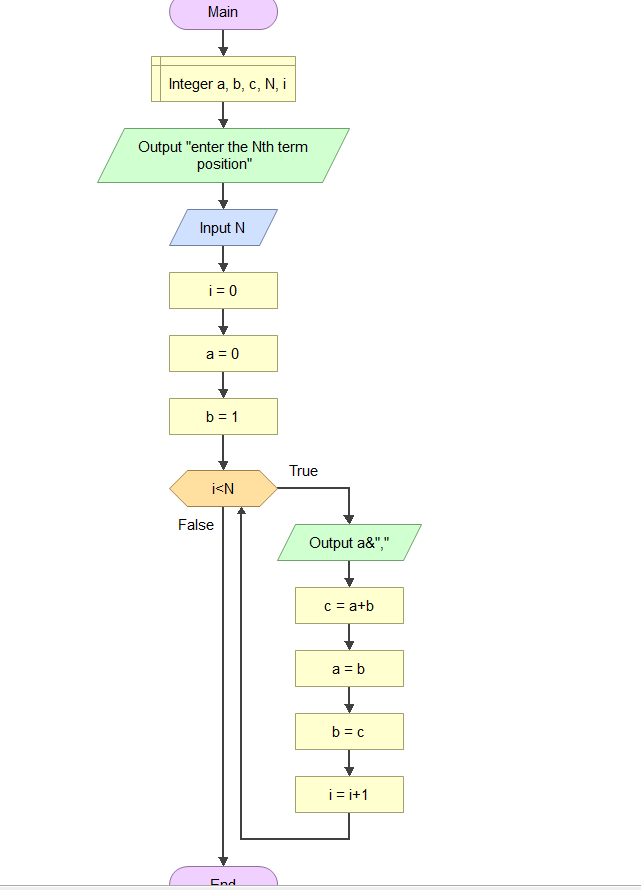 Main
Integer a, b, c, N, i
Output "enter the Nth term
position"
Input N
i = 0
a = 0
b = 1
i<N
True
False
Output a&","
c = a+b
a = b
b = c
i = i+1
End